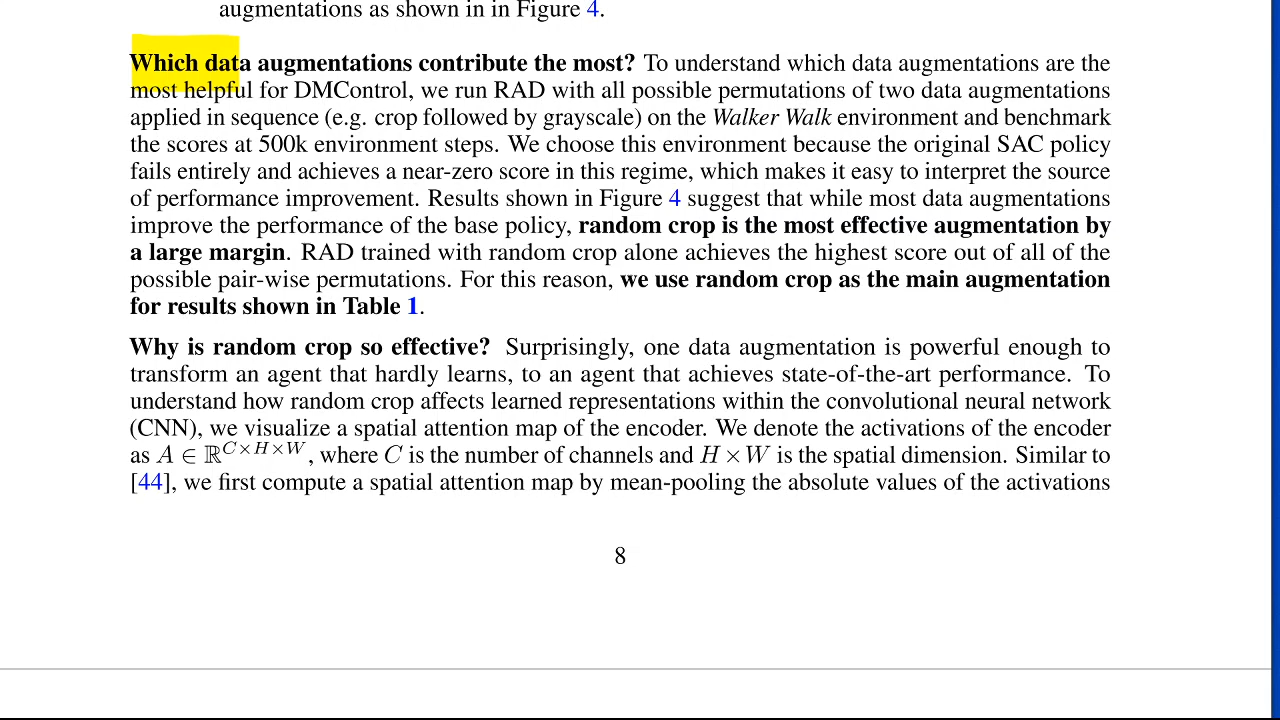 augmentations as shown in in Figure 4.
Which data augmentations contribute the most? To understand which data augmentations are the
most helpful for DMControl, we run RAD with all possible permutations of two data augmentations
applied in sequence (e.g. crop followed by grayscale) on the Walker Walk environment and benchmark
the scores at 500k environment steps. We choose this environment because the original SAC policy
fails entirely and achieves a near-zero score in this regime, which makes it easy to interpret the source
of performance improvement. Results shown in Figure 4 suggest that while most data augmentations
improve the performance of the base policy, random crop is the most effective augmentation by
a large margin. RAD trained with random crop alone achieves the highest score out of all of the
possible pair-wise permutations. For this reason, we use random crop as the main augmentation
for results shown in Table 1.
Why is random crop so effective? Surprisingly, one data augmentation is powerful enough to
transform an agent that hardly learns, to an agent that achieves state-of-the-art performance. To
understand how random crop affects learned representations within the convolutional neural network
(CNN), we visualize a spatial attention map of the encoder. We denote the activations of the encoder
as A ∈ ℝ^{C×H×W}, where C is the number of channels and H × W is the spatial dimension. Similar to
[44], we first compute a spatial attention map by mean-pooling the absolute values of the activations
8